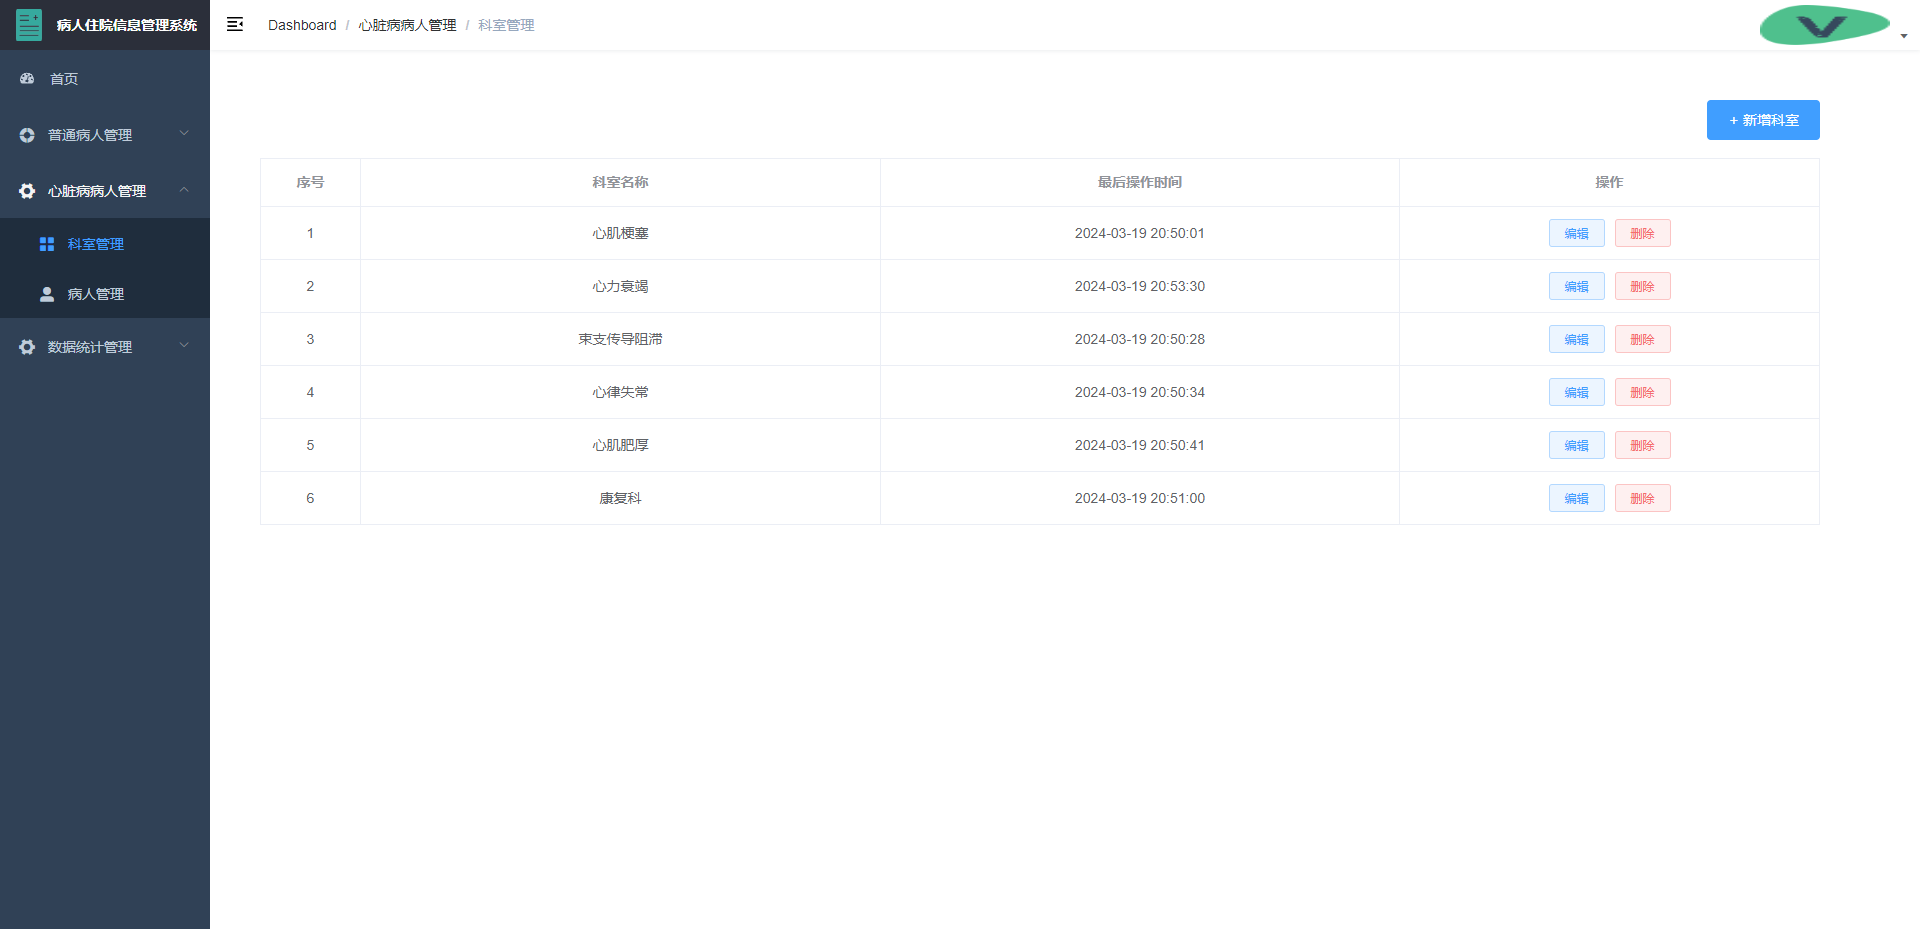 病人住院信息管理系统
Dashboard / 心脏病病人管理 / 科室管理
首页
普通病人管理
心脏病病人管理
科室管理
病人管理
数据统计管理
+ 新增科室
序号 科室名称 最后操作时间 操作
1 心肌梗塞 2024-03-19 20:50:01 编辑 删除
2 心力衰竭 2024-03-19 20:53:30 编辑 删除
3 束支传导阻滞 2024-03-19 20:50:28 编辑 删除
4 心律失常 2024-03-19 20:50:34 编辑 删除
5 心肌肥厚 2024-03-19 20:50:41 编辑 删除
6 康复科 2024-03-19 20:51:00 编辑 删除